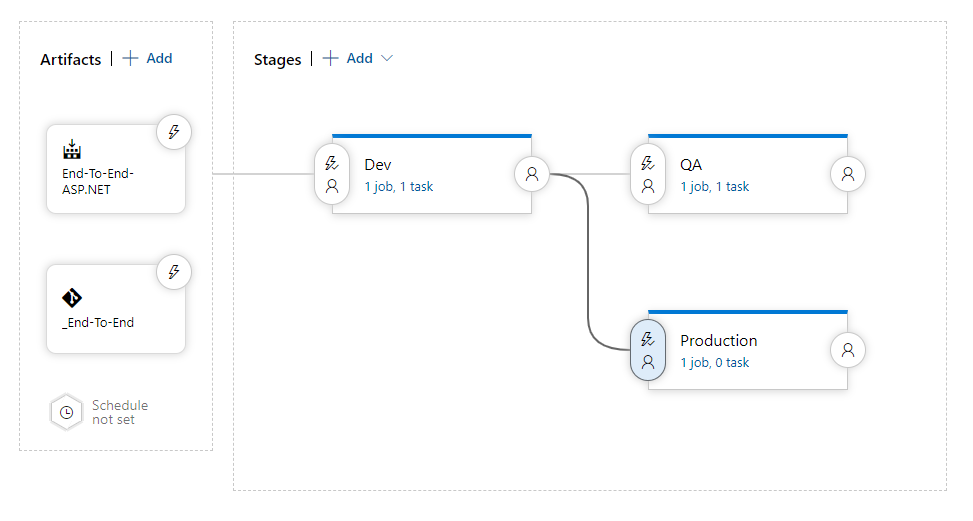 Artifacts | + Add
End-To-End-
ASP.NET
_End-To-End
Schedule
not set
Stages | + Add
Dev
1 job, 1 task
QA
1 job, 1 task
Production
1 job, 0 task